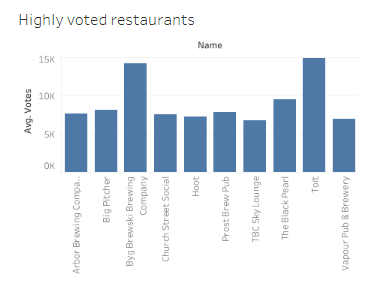 Highly voted restaurants
Name
Avg. Votes
15K
10K
5K
0K
Arbor Brewing Compa..
Big Pitcher
Byg Brewski Brewing
Company
Church Street Social
Hoot
Prost Brew Pub
TBC Sky Lounge
The Black Pearl
Toit
Vapour Pub & Brewery